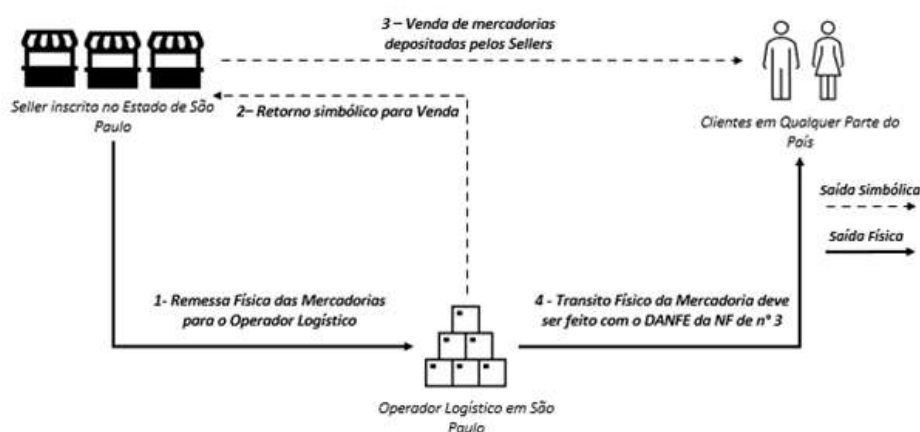 3 – Venda de mercadorias
depositadas pelos Sellers
Seller inscrito no Estado de São
Paulo
2– Retorno simbólico para Venda
Clientes em Qualquer Parte do
País
Saída Simbólica
Saída Física
1- Remessa Física das Mercadorias
para o Operador Logístico
4 - Transito Físico da Mercadoria deve
ser feito com o DANFE da NF de n° 3
Operador Logístico em São
Paulo